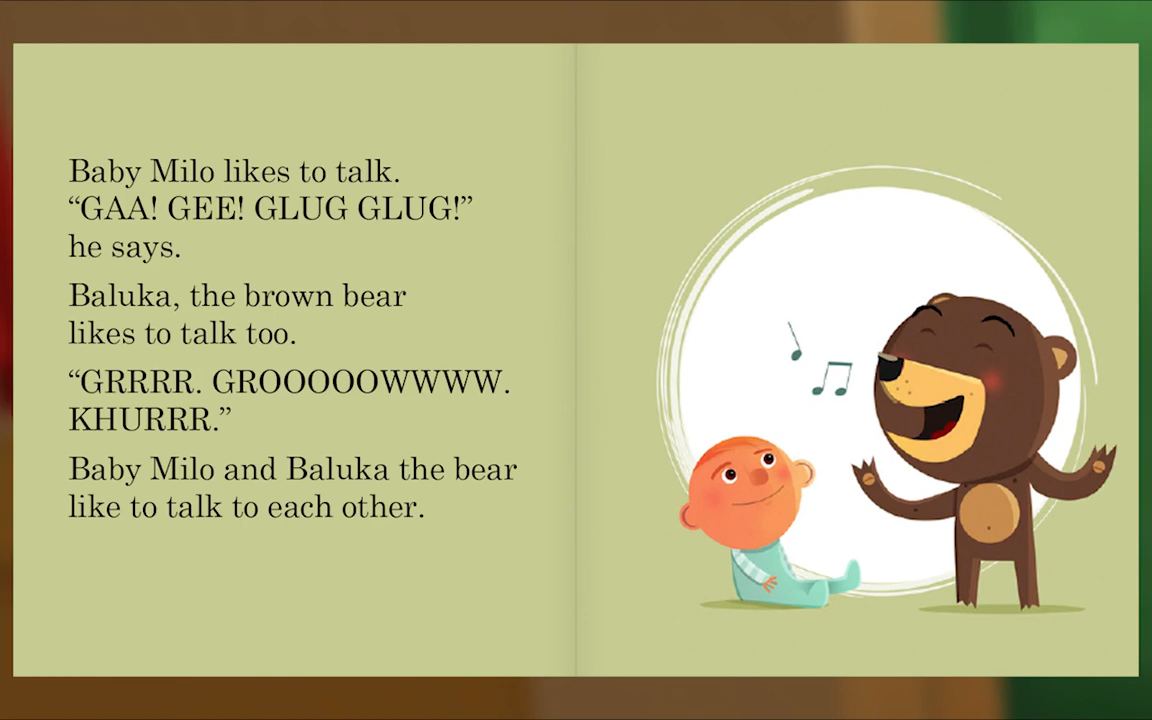 Baby Milo likes to talk.
“GAA! GEE! GLUG GLUG!”
he says.
Baluka, the brown bear
likes to talk too.
“GRRRR. GROOOOOWWWW.
KHURRR.”
Baby Milo and Baluka the bear
like to talk to each other.